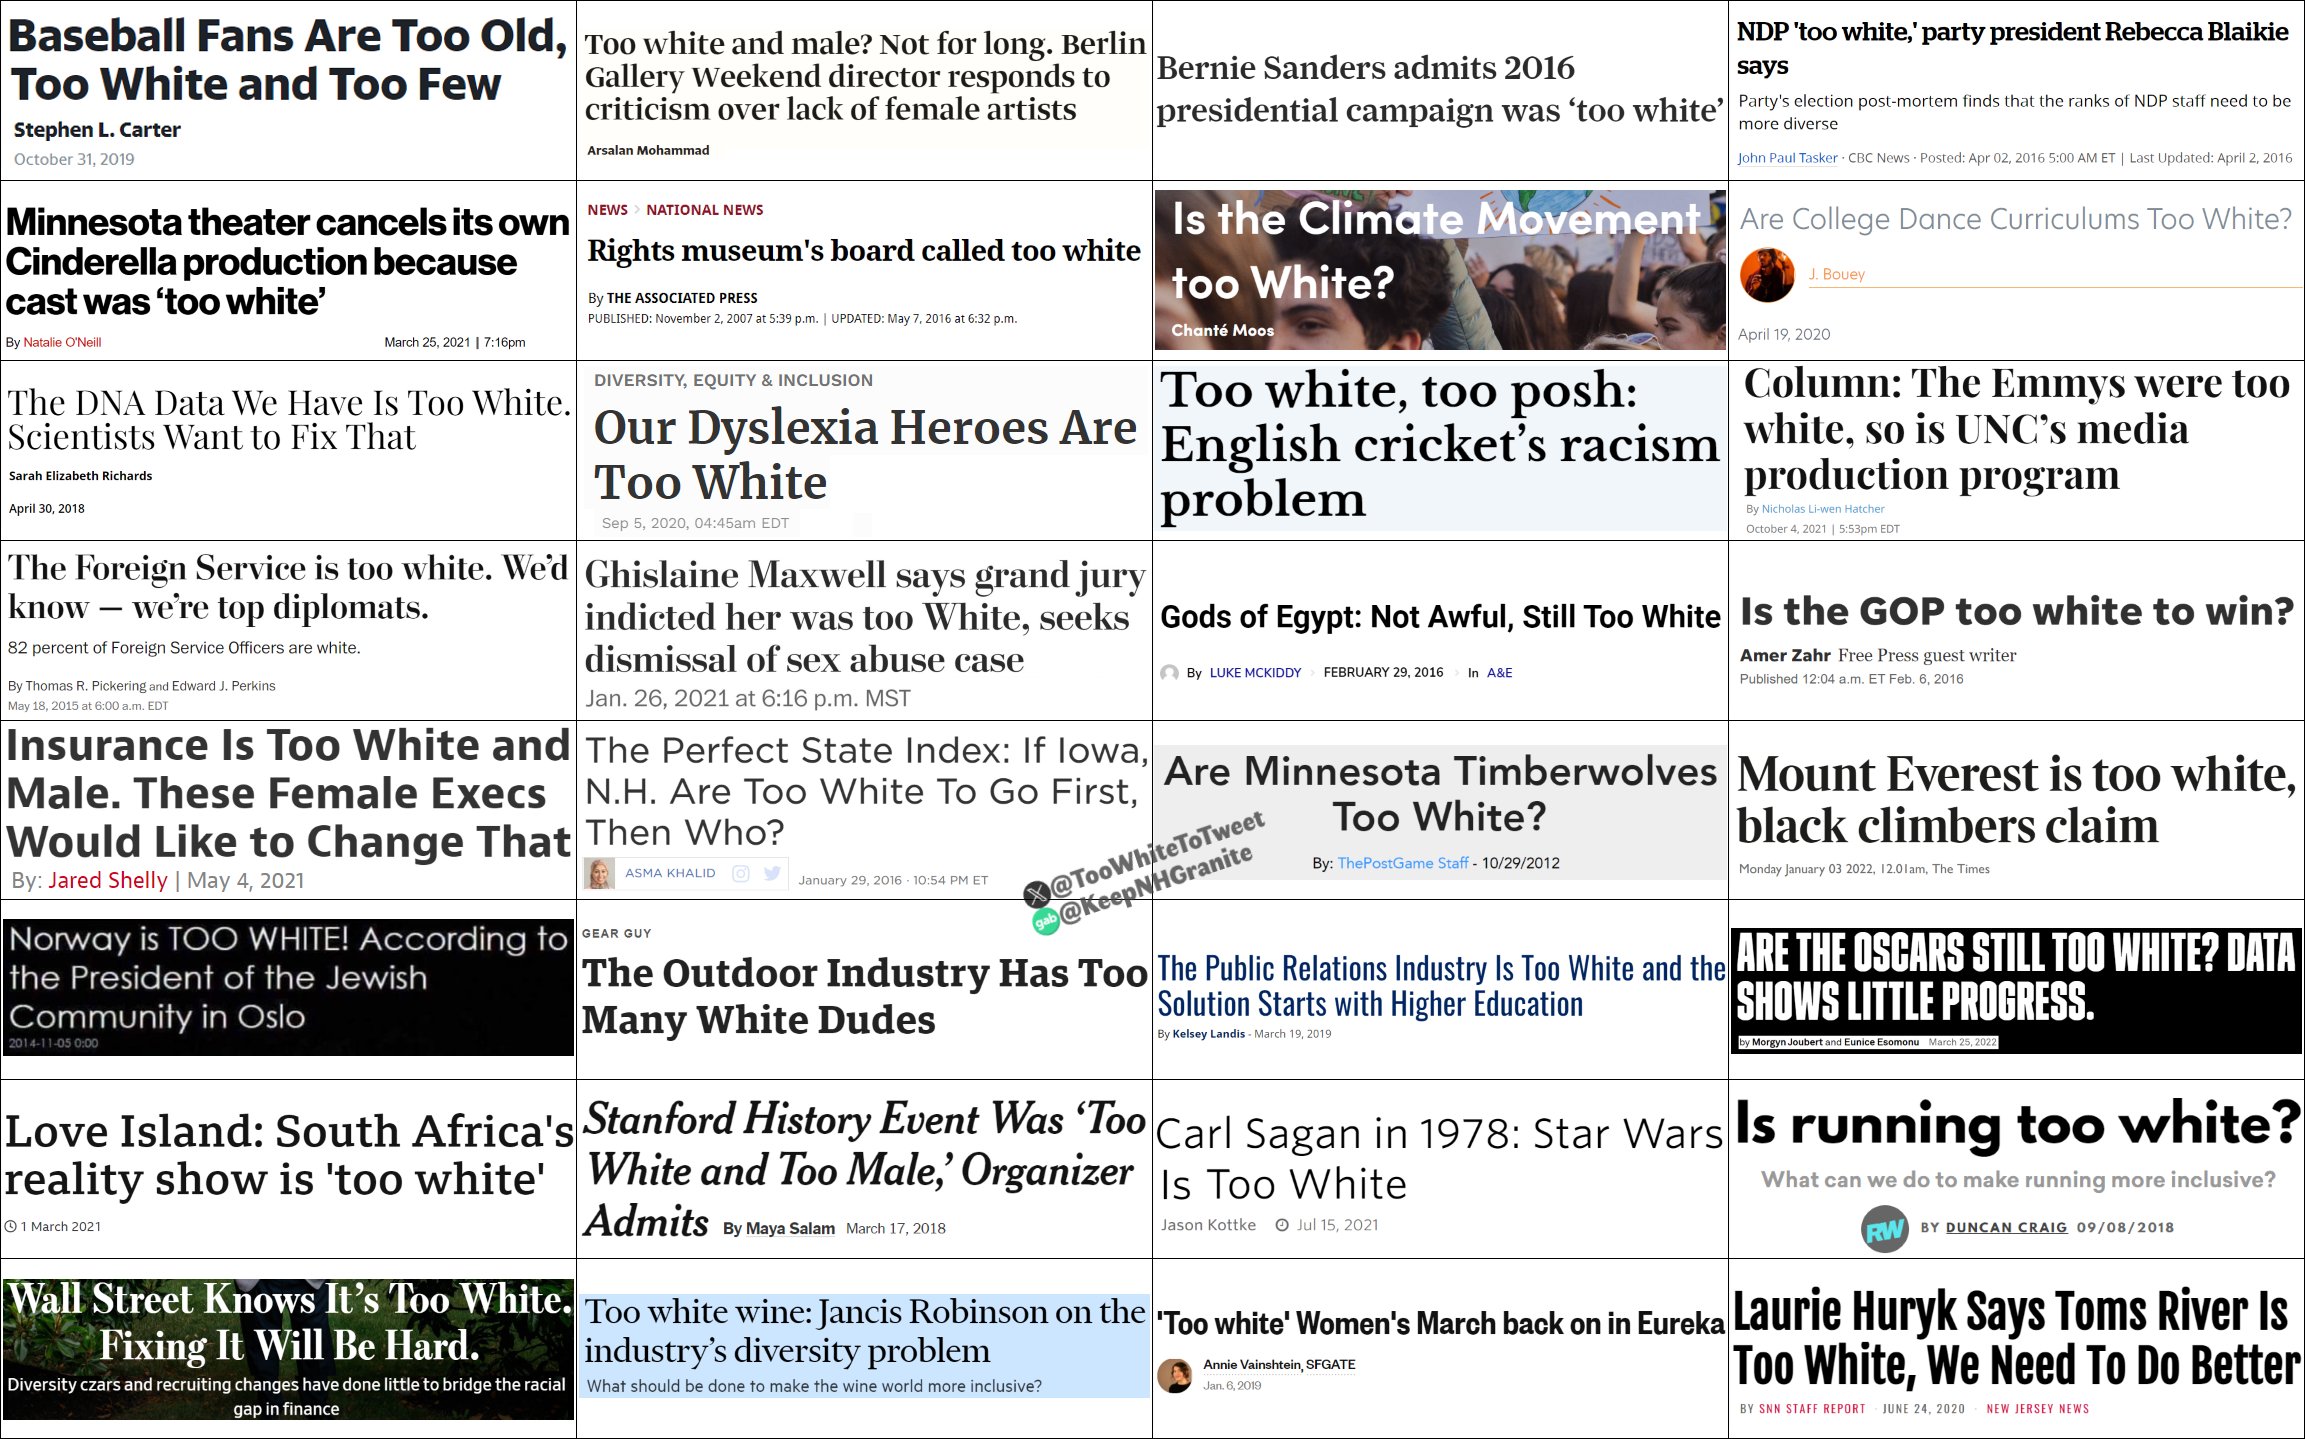 Baseball Fans Are Too Old,
Too White and Too Few
Stephen L. Carter
October 31, 2019
Too white and male? Not for long. Berlin
Gallery Weekend director responds to
criticism over lack of female artists
Arsalan Mohammad
Bernie Sanders admits 2016
presidential campaign was ‘too white’
NDP 'too white,' party president Rebecca Blaikie
says
Party's election post-mortem finds that the ranks of NDP staff need to be
more diverse
John Paul Tasker · CBC News · Posted: Apr 02, 2016 5:00 AM ET | Last Updated: April 2, 2016
Minnesota theater cancels its own
Cinderella production because
cast was ‘too white’
By Natalie O'Neill March 25, 2021 | 7:16pm
NEWS > NATIONAL NEWS
Rights museum's board called too white
By THE ASSOCIATED PRESS
PUBLISHED: November 2, 2007 at 5:39 p.m. | UPDATED: May 7, 2016 at 6:32 p.m.
Is the Climate Movement
too White?
Chanté Moos
Are College Dance Curriculums Too White?
J. Bouey
April 19, 2020
The DNA Data We Have Is Too White.
Scientists Want to Fix That
Sarah Elizabeth Richards
April 30, 2018
DIVERSITY, EQUITY & INCLUSION
Our Dyslexia Heroes Are
Too White
Sep 5, 2020, 04:45am EDT
Too white, too posh:
English cricket’s racism
problem
Column: The Emmys were too
white, so is UNC’s media
production program
By Nicholas Li-wen Hatcher
October 4, 2021 | 5:53pm EDT
The Foreign Service is too white. We’d
know — we’re top diplomats.
82 percent of Foreign Service Officers are white.
By Thomas R. Pickering and Edward J. Perkins
May 18, 2015 at 6:00 a.m. EDT
Ghislaine Maxwell says grand jury
indicted her was too White, seeks
dismissal of sex abuse case
Jan. 26, 2021 at 6:16 p.m. MST
Gods of Egypt: Not Awful, Still Too White
By LUKE MCKIDDY > FEBRUARY 29, 2016 > In A&E
Is the GOP too white to win?
Amer Zahr Free Press guest writer
Published 12:04 a.m. ET Feb. 6, 2016
Insurance Is Too White and
Male. These Female Execs
Would Like to Change That
By: Jared Shelly | May 4, 2021
The Perfect State Index: If Iowa,
N.H. Are Too White To Go First,
Then Who?
ASMA KHALID January 29, 2016 · 10:54 PM ET
Are Minnesota Timberwolves
Too White?
By: ThePostGame Staff - 10/29/2012
X @TooWhiteToTweet
gab @KeepNHGranite
Mount Everest is too white,
black climbers claim
Monday January 03 2022, 12.01am, The Times
Norway is TOO WHITE! According to
the President of the Jewish
Community in Oslo
2014-11-05 0:00
GEAR GUY
The Outdoor Industry Has Too
Many White Dudes
The Public Relations Industry Is Too White and the
Solution Starts with Higher Education
By Kelsey Landis - March 19, 2019
ARE THE OSCARS STILL TOO WHITE? DATA
SHOWS LITTLE PROGRESS.
by Morgyn Joubert and Eunice Esomonu March 25, 2022
Love Island: South Africa's
reality show is 'too white'
1 March 2021
Stanford History Event Was ‘Too
White and Too Male,’ Organizer
Admits By Maya Salam March 17, 2018
Carl Sagan in 1978: Star Wars
Is Too White
Jason Kottke Jul 15, 2021
Is running too white?
What can we do to make running more inclusive?
RW BY DUNCAN CRAIG 09/08/2018
Wall Street Knows It’s Too White.
Fixing It Will Be Hard.
Diversity czars and recruiting changes have done little to bridge the racial
gap in finance
Too white wine: Jancis Robinson on the
industry’s diversity problem
What should be done to make the wine world more inclusive?
'Too white' Women's March back on in Eureka
Annie Vainshtein, SFGATE
Jan. 6, 2019
Laurie Huryk Says Toms River Is
Too White, We Need To Do Better
BY SNN STAFF REPORT · JUNE 24, 2020 · NEW JERSEY NEWS